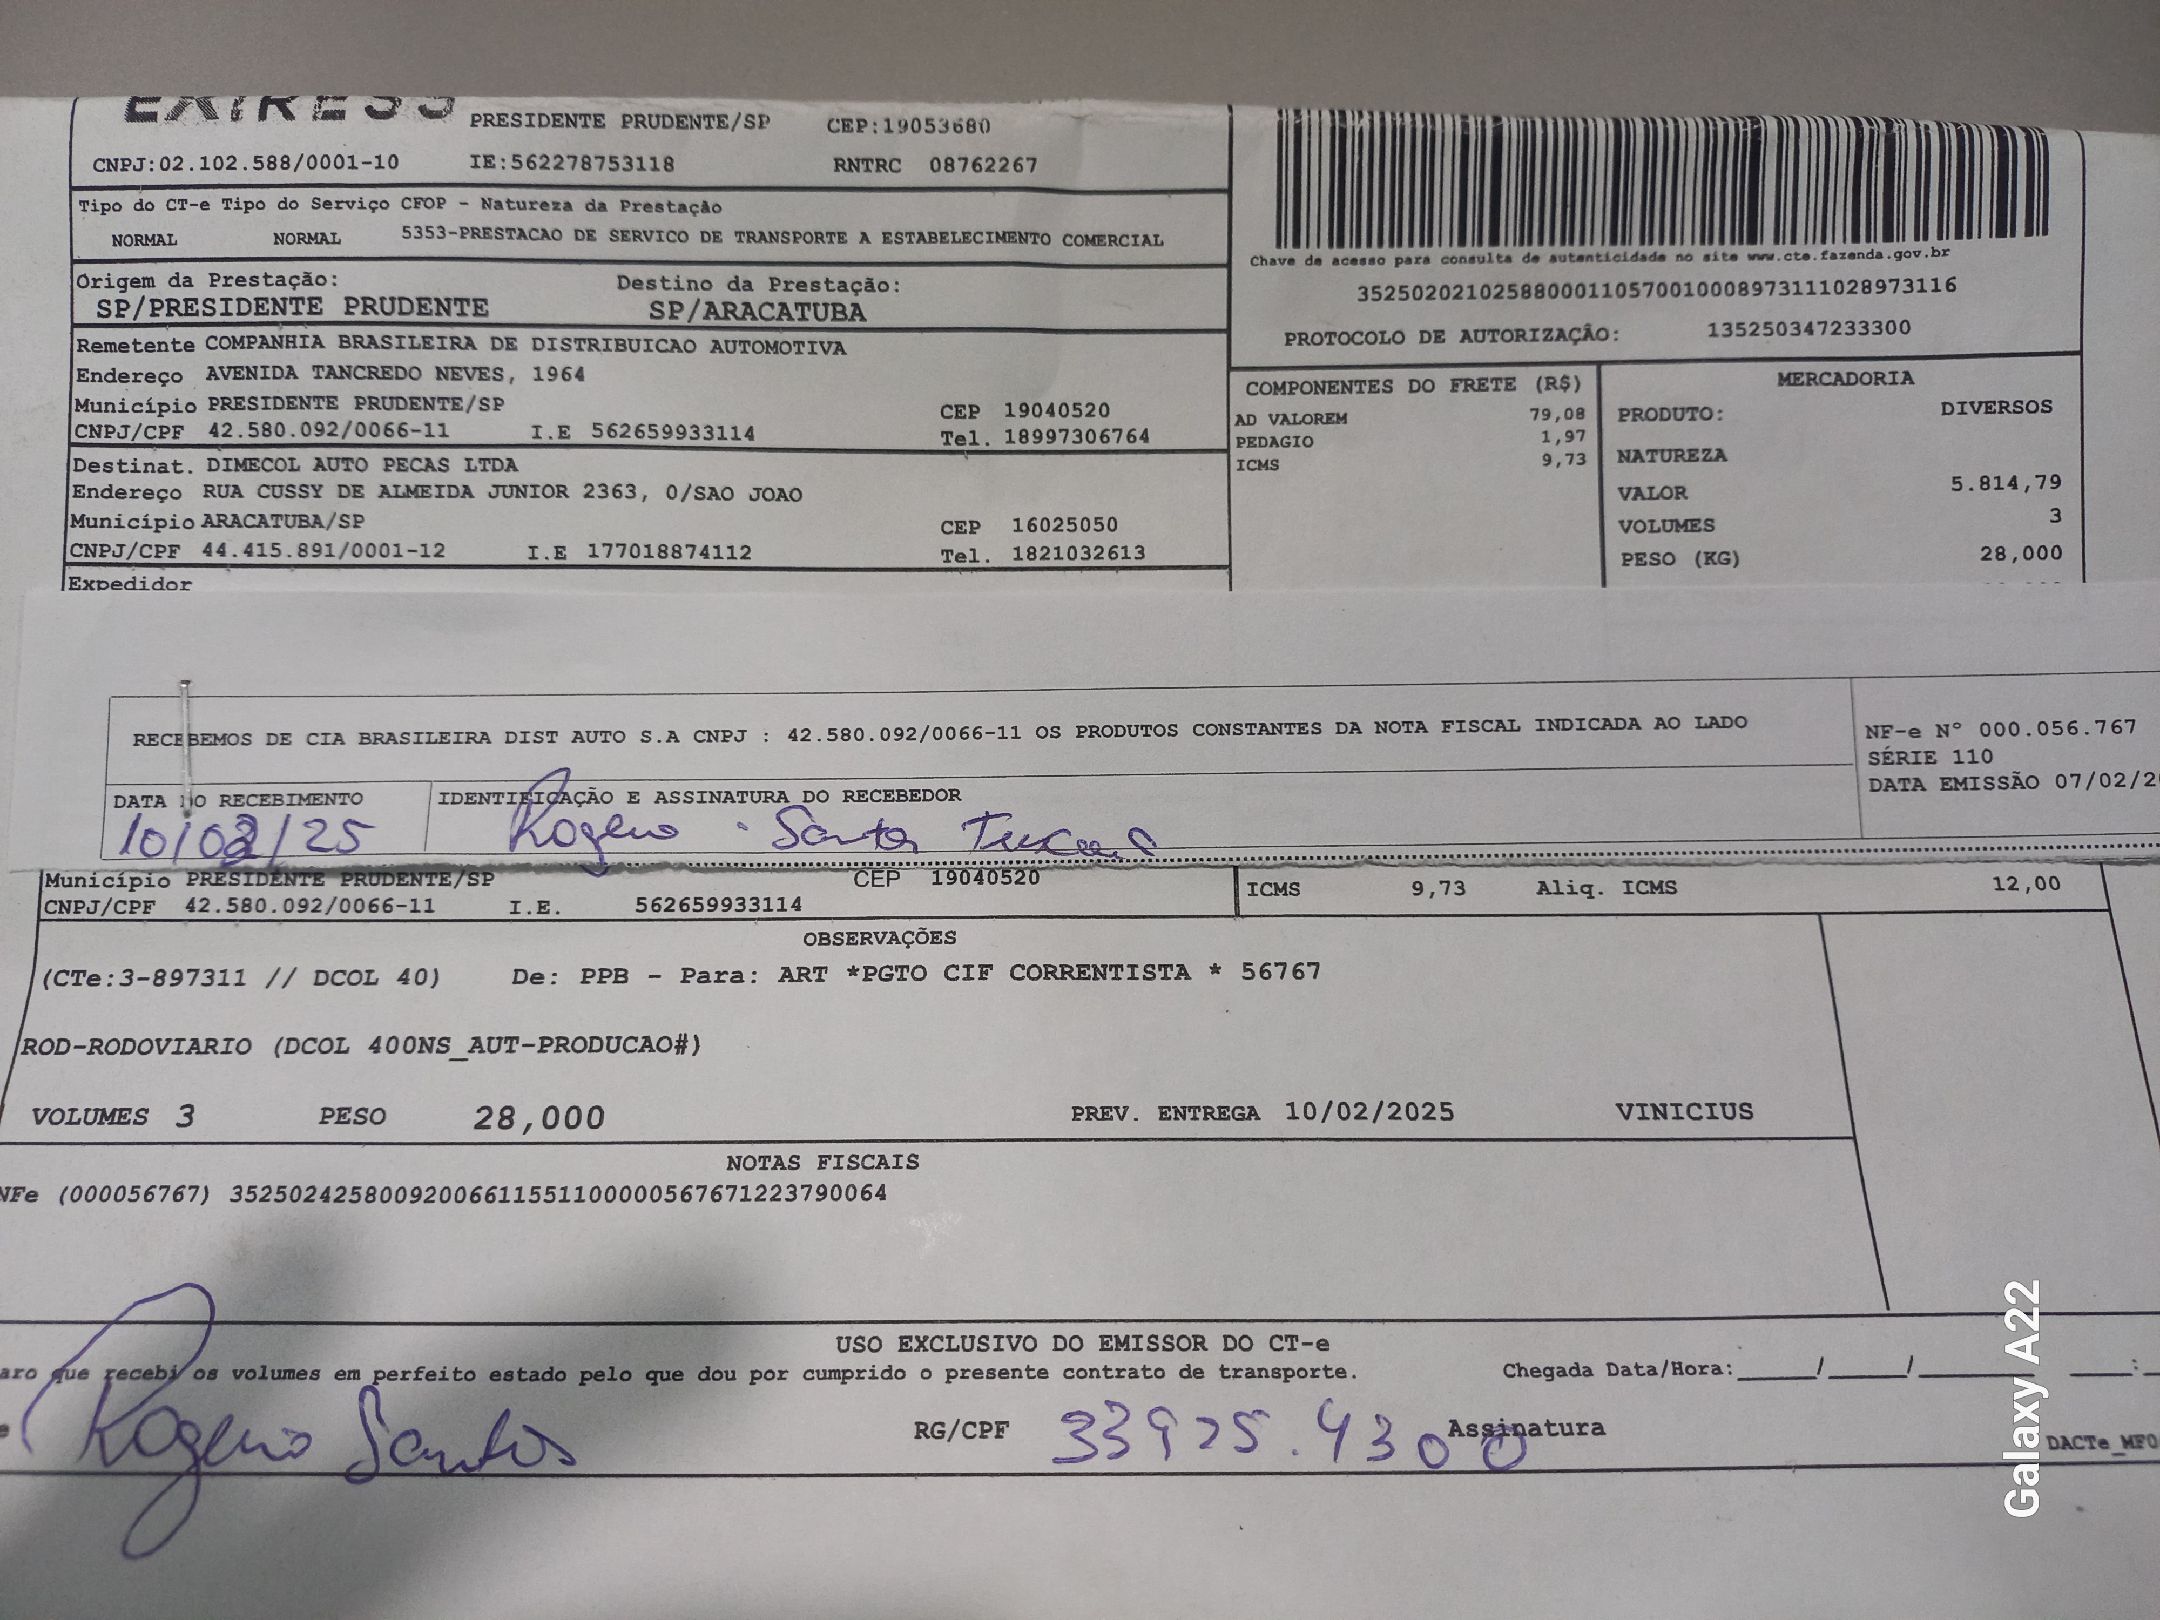 EXPRESS PRESIDENTE PRUDENTE/SP CEP:19053680
CNPJ:02.102.588/0001-10 IE:562278753118 RNTRC 08762267
Tipo do CT-e Tipo do Serviço CFOP - Natureza da Prestação
NORMAL NORMAL 5353-PRESTACAO DE SERVICO DE TRANSPORTE A ESTABELECIMENTO COMERCIAL
Origem da Prestação: Destino da Prestação:
SP/PRESIDENTE PRUDENTE SP/ARACATUBA
Remetente COMPANHIA BRASILEIRA DE DISTRIBUICAO AUTOMOTIVA
Endereço AVENIDA TANCREDO NEVES, 1964
Município PRESIDENTE PRUDENTE/SP CEP 19040520
CNPJ/CPF 42.580.092/0066-11 I.E 562659933114 Tel. 18997306764
Destinat. DIMECOL AUTO PECAS LTDA
Endereço RUA CUSSY DE ALMEIDA JUNIOR 2363, 0/SAO JOAO
Município ARACATUBA/SP CEP 16025050
CNPJ/CPF 44.415.891/0001-12 I.E 177018874112 Tel. 1821032613
Expedidor
Chave de acesso para consulta de autenticidade no site www.cte.fazenda.gov.br
35250202102588000110570010008973111028973116
PROTOCOLO DE AUTORIZAÇÃO: 135250347233300
COMPONENTES DO FRETE (R$)
AD VALOREM 79,08
PEDAGIO 1,97
ICMS 9,73
MERCADORIA
PRODUTO: DIVERSOS
NATUREZA
VALOR 5.814,79
VOLUMES 3
PESO (KG) 28,000
RECEBEMOS DE CIA BRASILEIRA DIST AUTO S.A CNPJ : 42.580.092/0066-11 OS PRODUTOS CONSTANTES DA NOTA FISCAL INDICADA AO LADO
NF-e Nº 000.056.767
SÉRIE 110
DATA EMISSÃO 07/02/2
DATA DO RECEBIMENTO IDENTIFICAÇÃO E ASSINATURA DO RECEBEDOR
10/02/25 Rogerio Santos
Município PRESIDENTE PRUDENTE/SP CEP 19040520
CNPJ/CPF 42.580.092/0066-11 I.E. 562659933114
ICMS 9,73 Aliq. ICMS 12,00
OBSERVAÇÕES
(CTe:3-897311 // DCOL 40) De: PPB - Para: ART *PGTO CIF CORRENTISTA * 56767
ROD-RODOVIARIO (DCOL 400NS_AUT-PRODUCAO#)
VOLUMES 3 PESO 28,000 PREV. ENTREGA 10/02/2025 VINICIUS
NOTAS FISCAIS
NFe (000056767) 35250242580092006611551100000567671223790064
USO EXCLUSIVO DO EMISSOR DO CT-e
aro que recebi os volumes em perfeito estado pelo que dou por cumprido o presente contrato de transporte. Chegada Data/Hora:_____/_____/_______ ____:
Rogerio Santos RG/CPF 33925.4300 Assinatura
DACTe_MF0
Galaxy A22